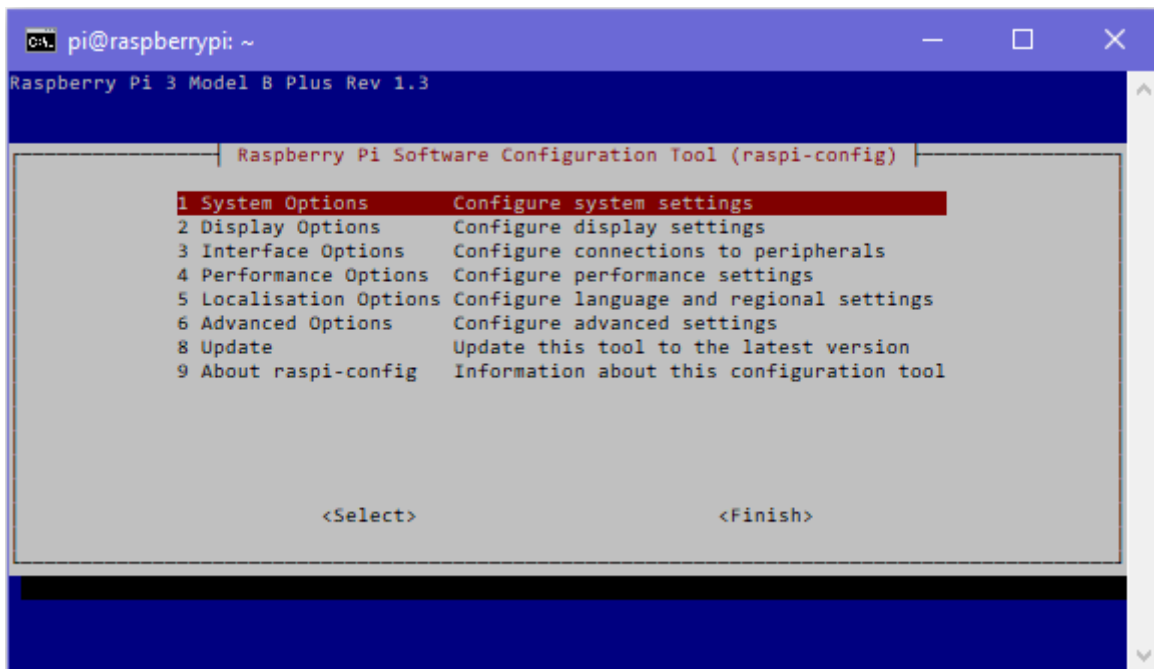 pi@raspberrypi: ~
Raspberry Pi 3 Model B Plus Rev 1.3
Raspberry Pi Software Configuration Tool (raspi-config)
1 System Options Configure system settings
2 Display Options Configure display settings
3 Interface Options Configure connections to peripherals
4 Performance Options Configure performance settings
5 Localisation Options Configure language and regional settings
6 Advanced Options Configure advanced settings
8 Update Update this tool to the latest version
9 About raspi-config Information about this configuration tool
<Select> <Finish>